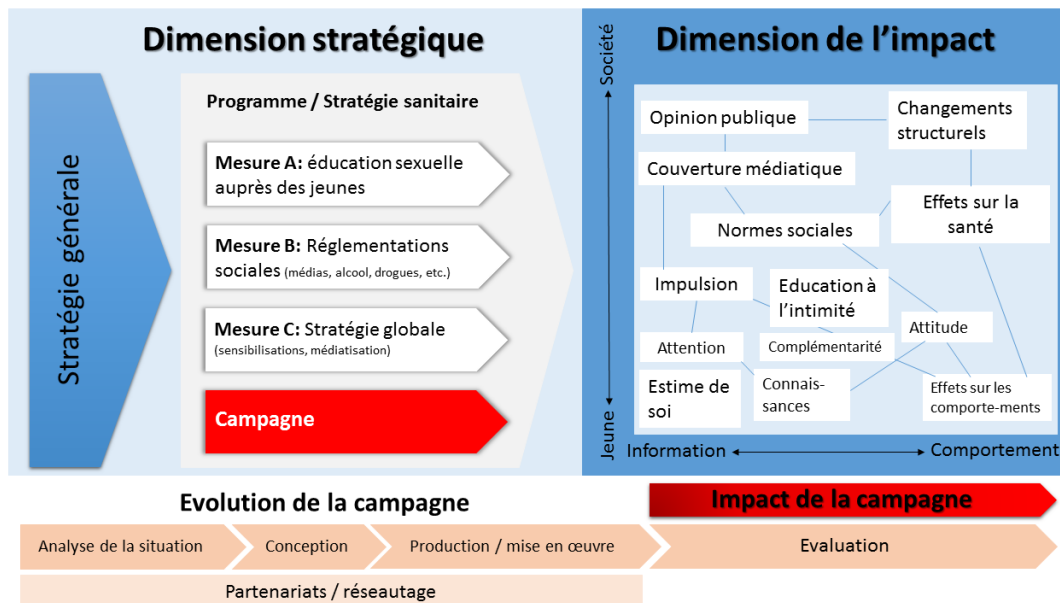 Dimension stratégique
Stratégie générale
Programme / Stratégie sanitaire
Mesure A: éducation sexuelle
auprès des jeunes
Mesure B: Réglementations
sociales (médias, alcool, drogues, etc.)
Mesure C: Stratégie globale
(sensibilisations, médiatisation)
Campagne
Dimension de l’impact
Société
Jeune
Opinion publique
Changements
structurels
Couverture médiatique
Effets sur la
santé
Normes sociales
Impulsion
Education à
l’intimité
Attitude
Attention
Complémentarité
Estime de
soi
Connais-
sances
Effets sur les
comporte-ments
Information
Comportement
Evolution de la campagne
Impact de la campagne
Analyse de la situation
Conception
Production / mise en œuvre
Evaluation
Partenariats / réseautage